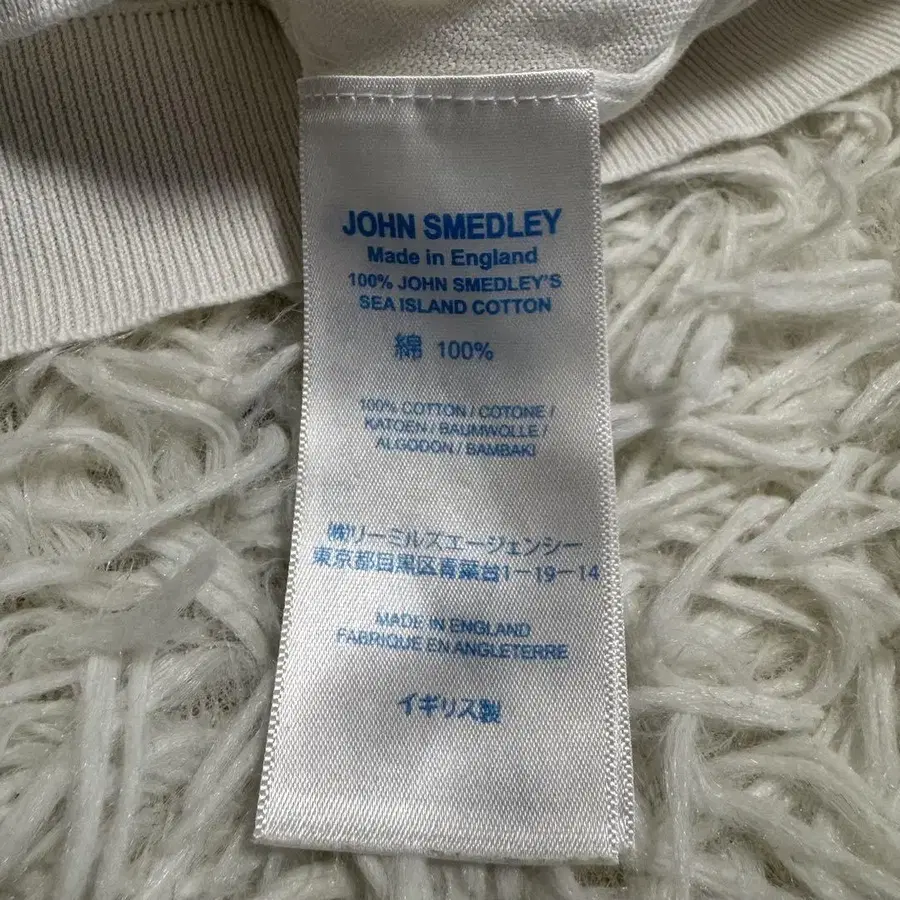 JOHN SMEDLEY
Made in England
100% JOHN SMEDLEY'S
SEA ISLAND COTTON
綿 100%
100% COTTON / COTONE /
KATOEN / BAUMWOLLE /
ALGODON / BAMBAKI
㈱リーミルズエージェンシー
東京都目黒区青葉台1-19-14
MADE IN ENGLAND
FABRIQUE EN ANGLETERRE
イギリス製